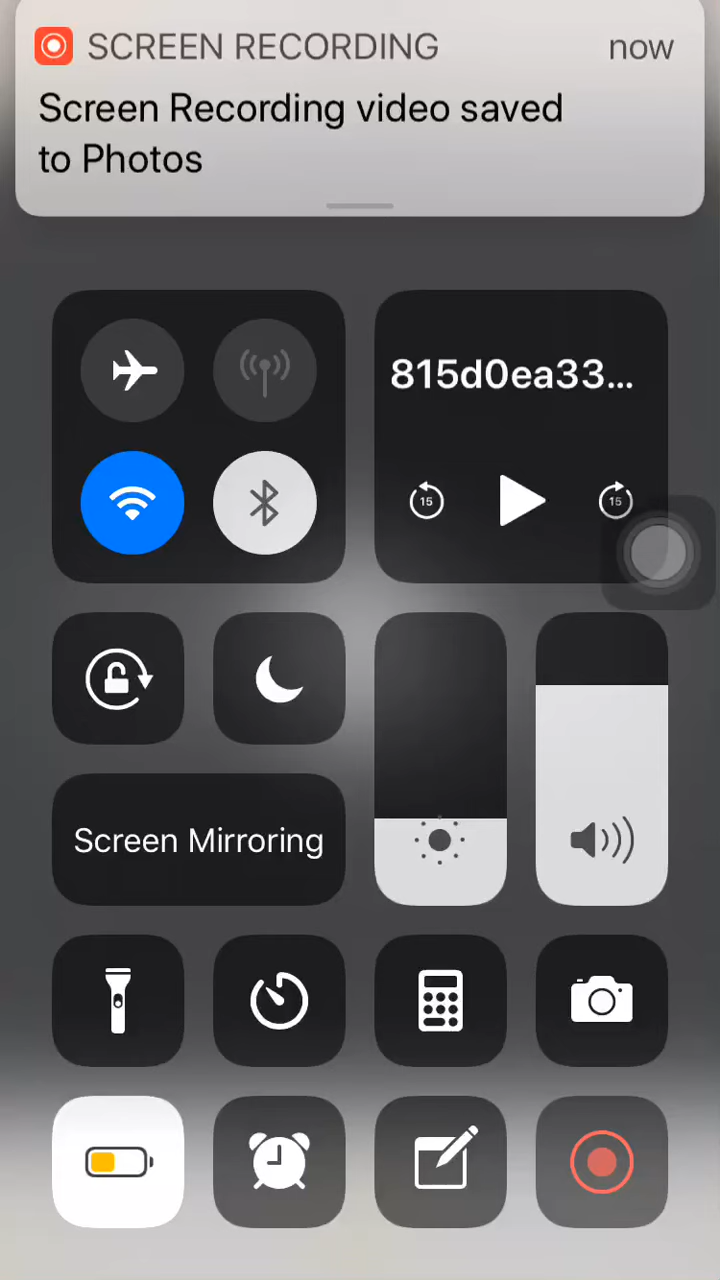 SCREEN RECORDING now
Screen Recording video saved
to Photos
815d0ea33...
15 15
Screen Mirroring